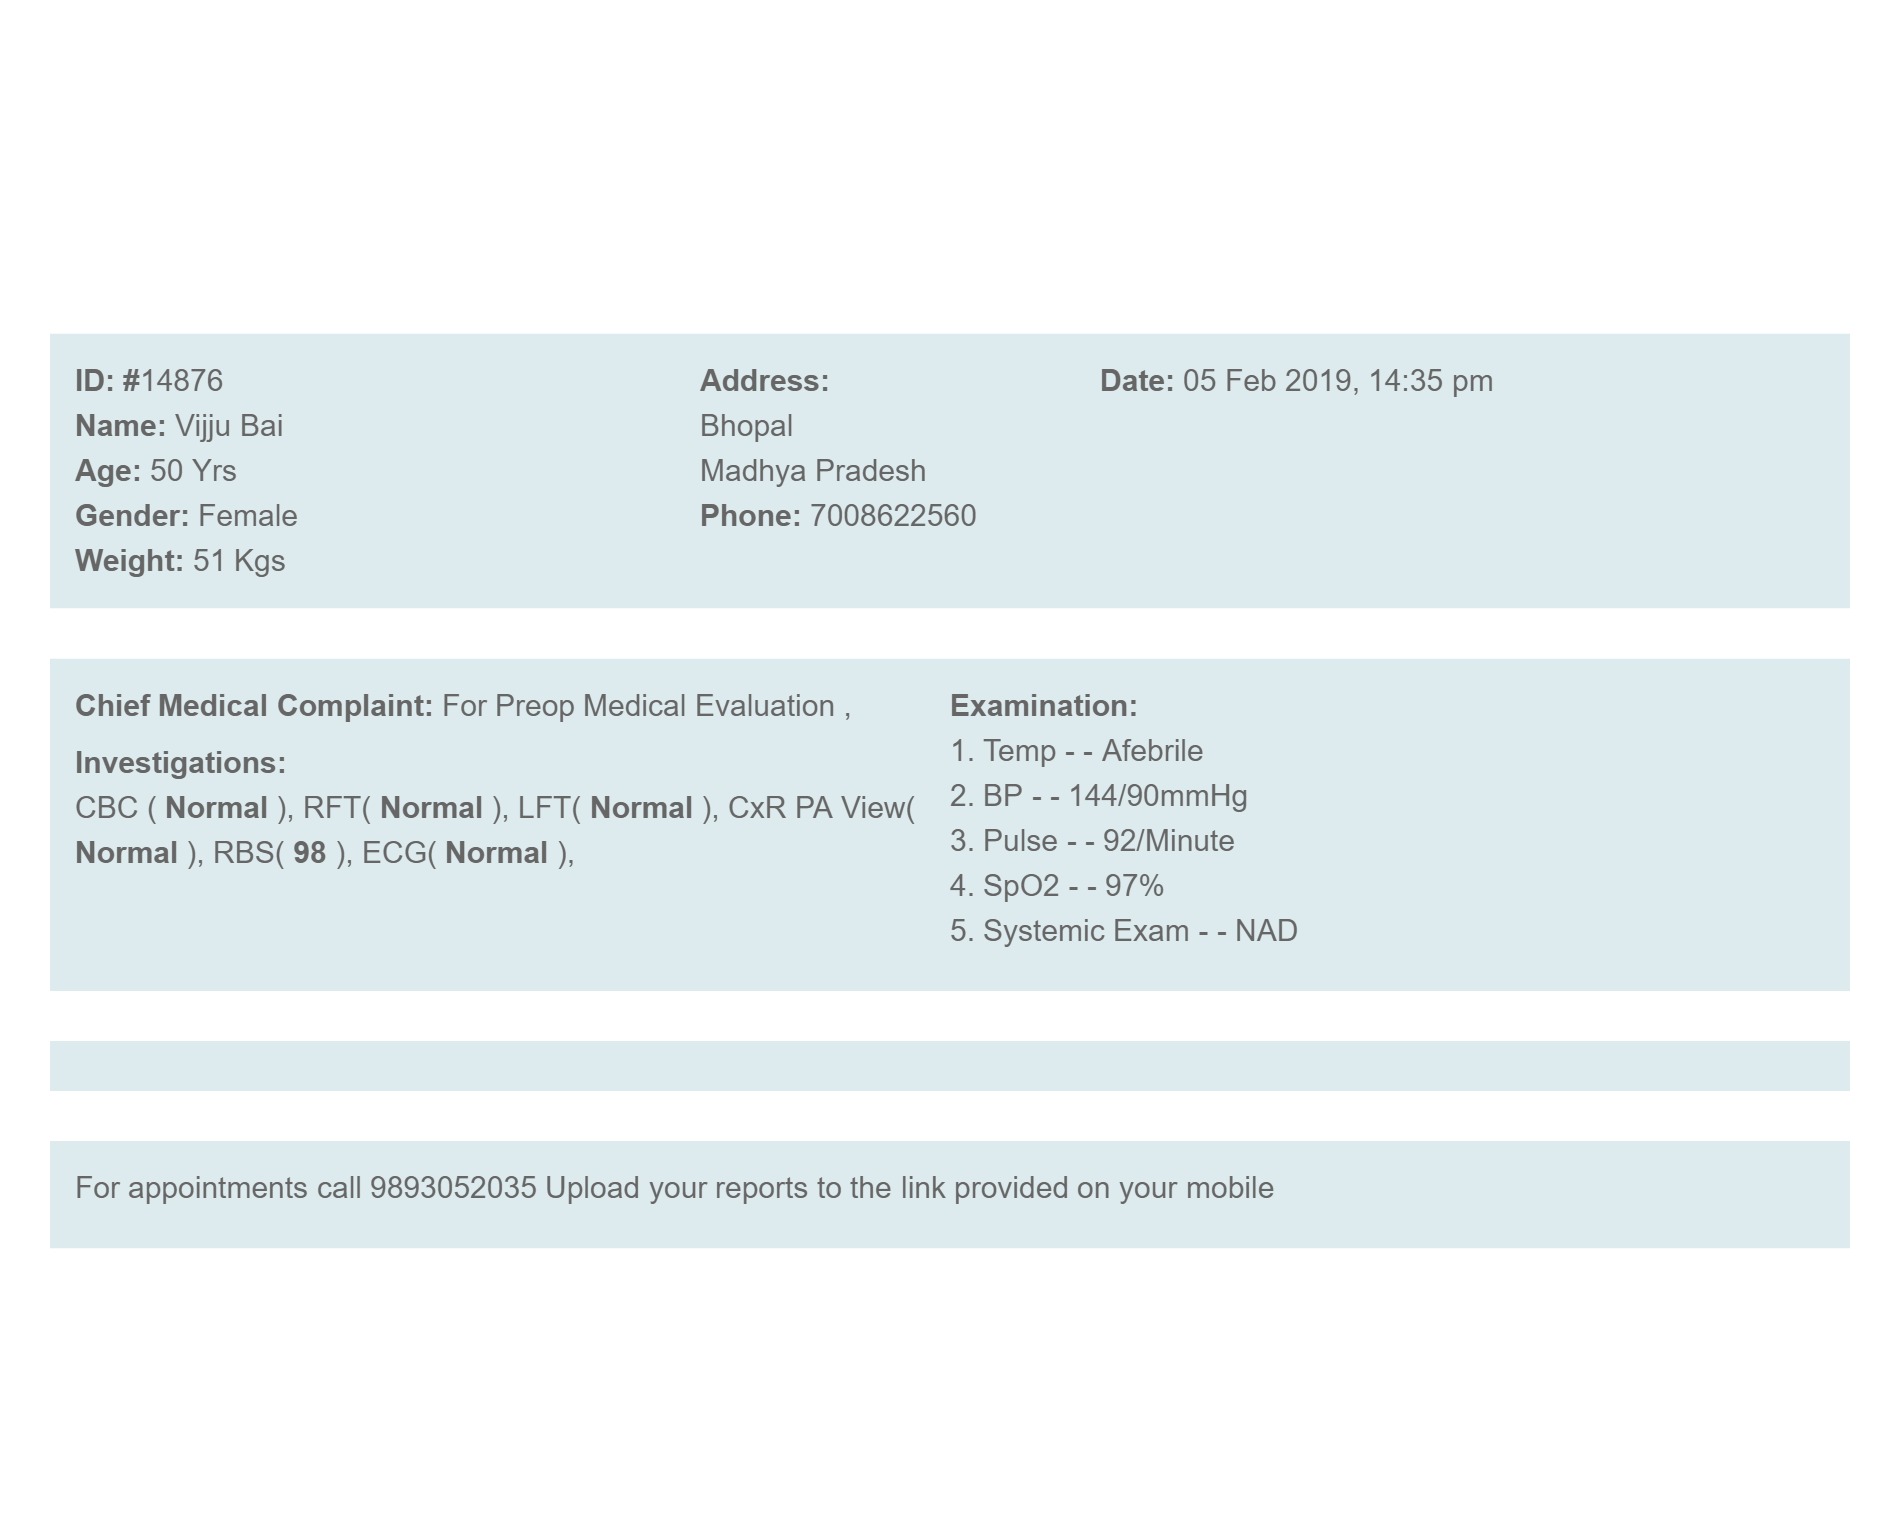 ID: #14876
Name: Vijju Bai
Age: 50 Yrs
Gender: Female
Weight: 51 Kgs
Address:
Bhopal
Madhya Pradesh
Phone: 7008622560
Date: 05 Feb 2019, 14:35 pm
Chief Medical Complaint: For Preop Medical Evaluation ,
Investigations:
CBC ( Normal ), RFT( Normal ), LFT( Normal ), CxR PA View(
Normal ), RBS( 98 ), ECG( Normal ),
Examination:
1. Temp - - Afebrile
2. BP - - 144/90mmHg
3. Pulse - - 92/Minute
4. SpO2 - - 97%
5. Systemic Exam - - NAD
For appointments call 9893052035 Upload your reports to the link provided on your mobile